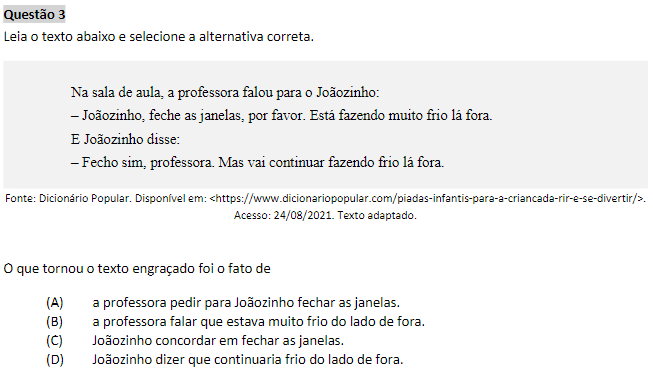 Questão 3
Leia o texto abaixo e selecione a alternativa correta.
Na sala de aula, a professora falou para o Joãozinho:
– Joãozinho, feche as janelas, por favor. Está fazendo muito frio lá fora.
E Joãozinho disse:
– Fecho sim, professora. Mas vai continuar fazendo frio lá fora.
Fonte: Dicionário Popular. Disponível em: <https://www.dicionariopopular.com/piadas-infantis-para-a-criancada-rir-e-se-divertir/>.
Acesso: 24/08/2021. Texto adaptado.
O que tornou o texto engraçado foi o fato de
(A) a professora pedir para Joãozinho fechar as janelas.
(B) a professora falar que estava muito frio do lado de fora.
(C) Joãozinho concordar em fechar as janelas.
(D) Joãozinho dizer que continuaria frio do lado de fora.